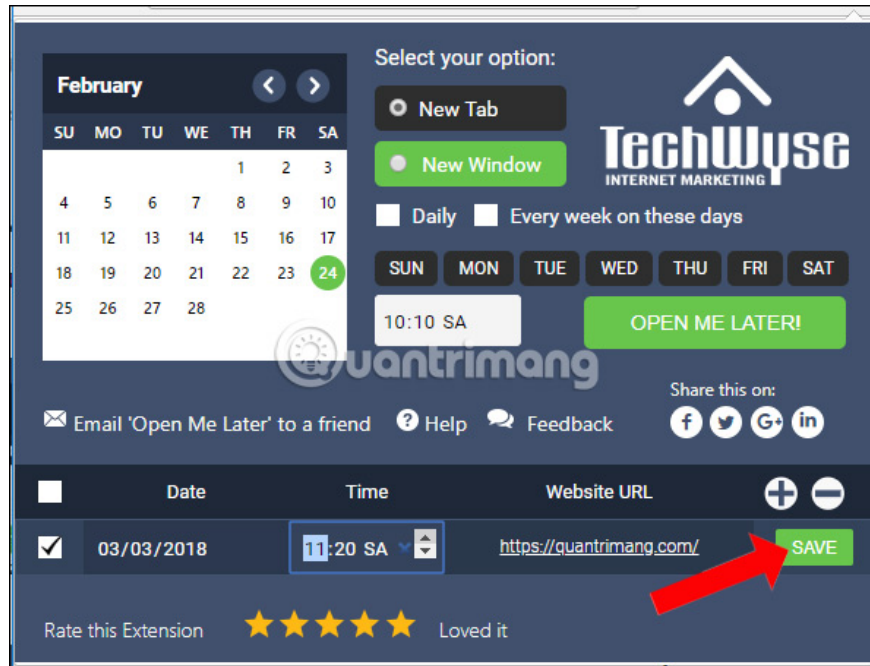 February
SU MO TU WE TH FR SA
1 2 3
4 5 6 7 8 9 10
11 12 13 14 15 16 17
18 19 20 21 22 23 24
25 26 27 28
Select your option:
New Tab
New Window
TechWyse
INTERNET MARKETING
Daily Every week on these days
SUN MON TUE WED THU FRI SAT
10:10 SA OPEN ME LATER!
Quantrimang
Share this on:
Email 'Open Me Later' to a friend ? Help Feedback f G+ in
Date Time Website URL
03/03/2018 11:20 SA https://quantrimang.com/ SAVE
Rate this Extension Loved it